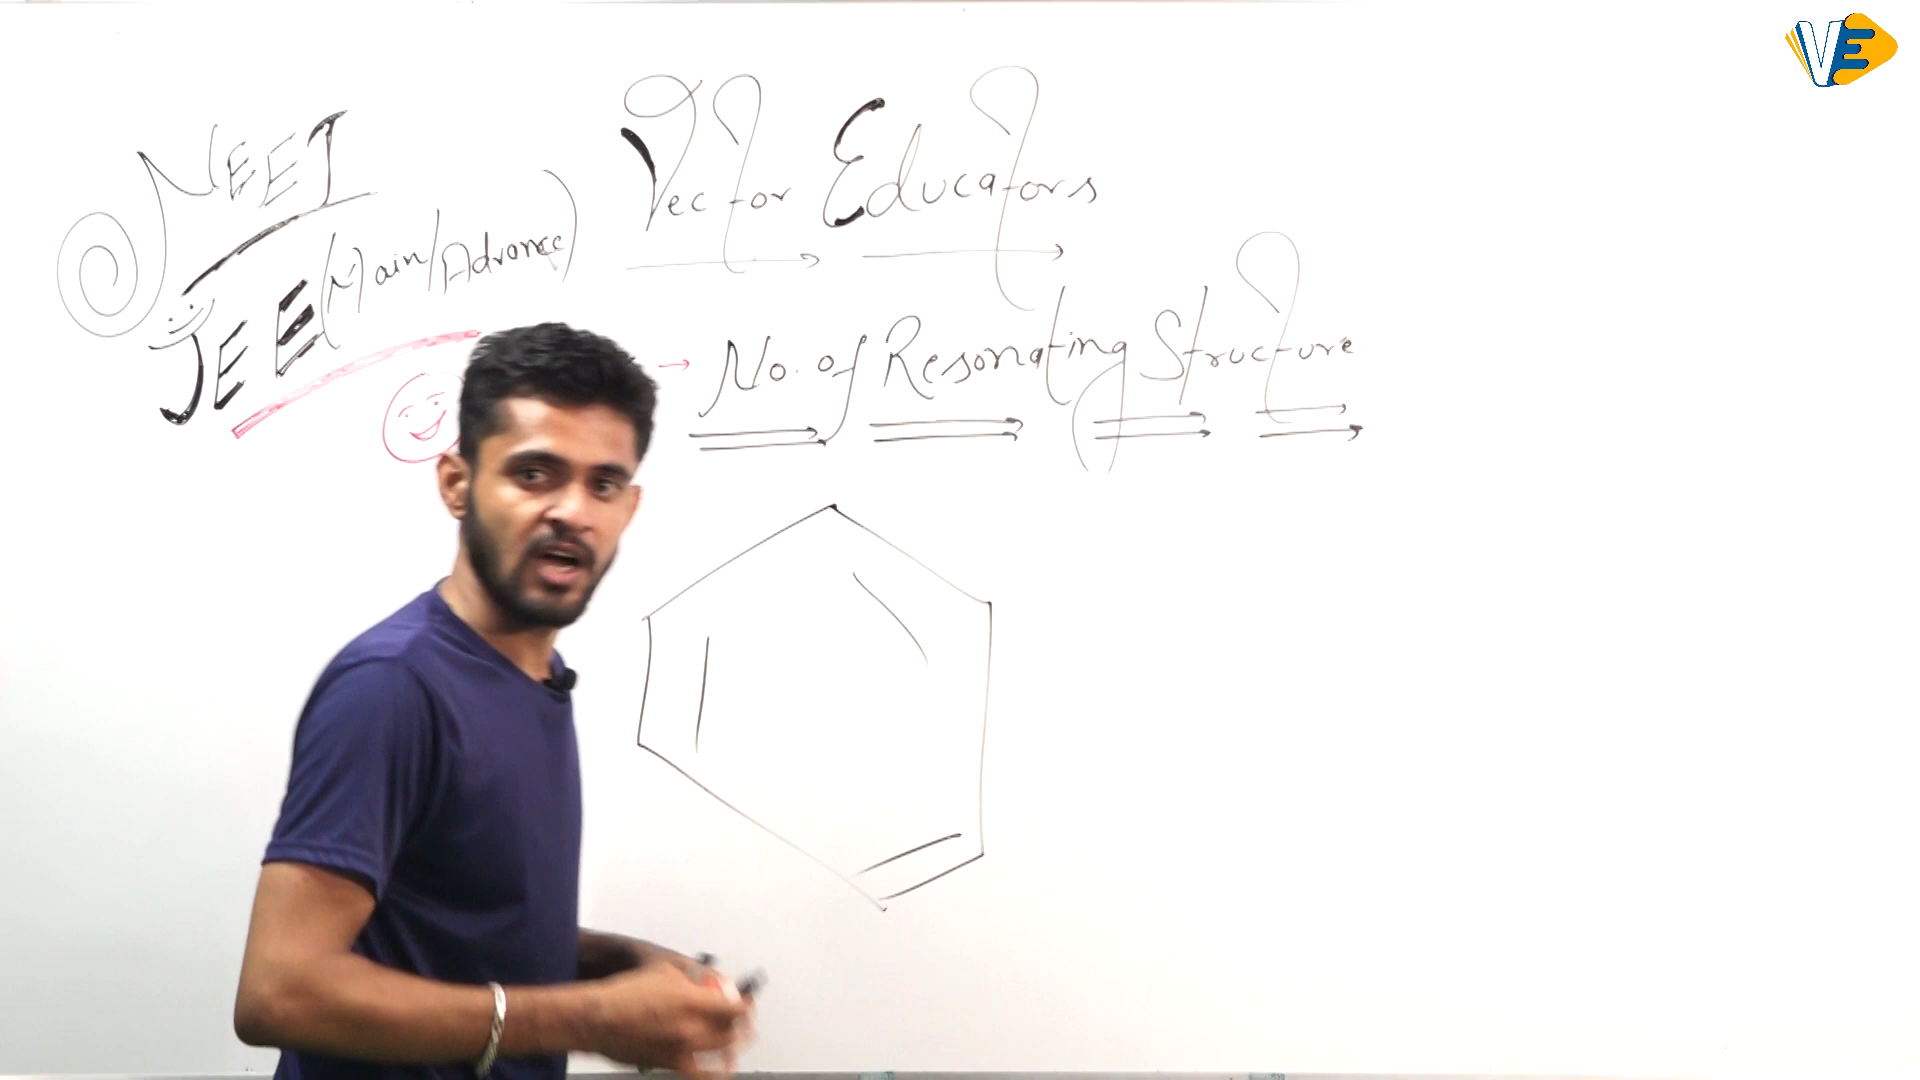 NEET
JEE (Main/Advance)
Vector Educators
→ No. of Resonating Structure
VE